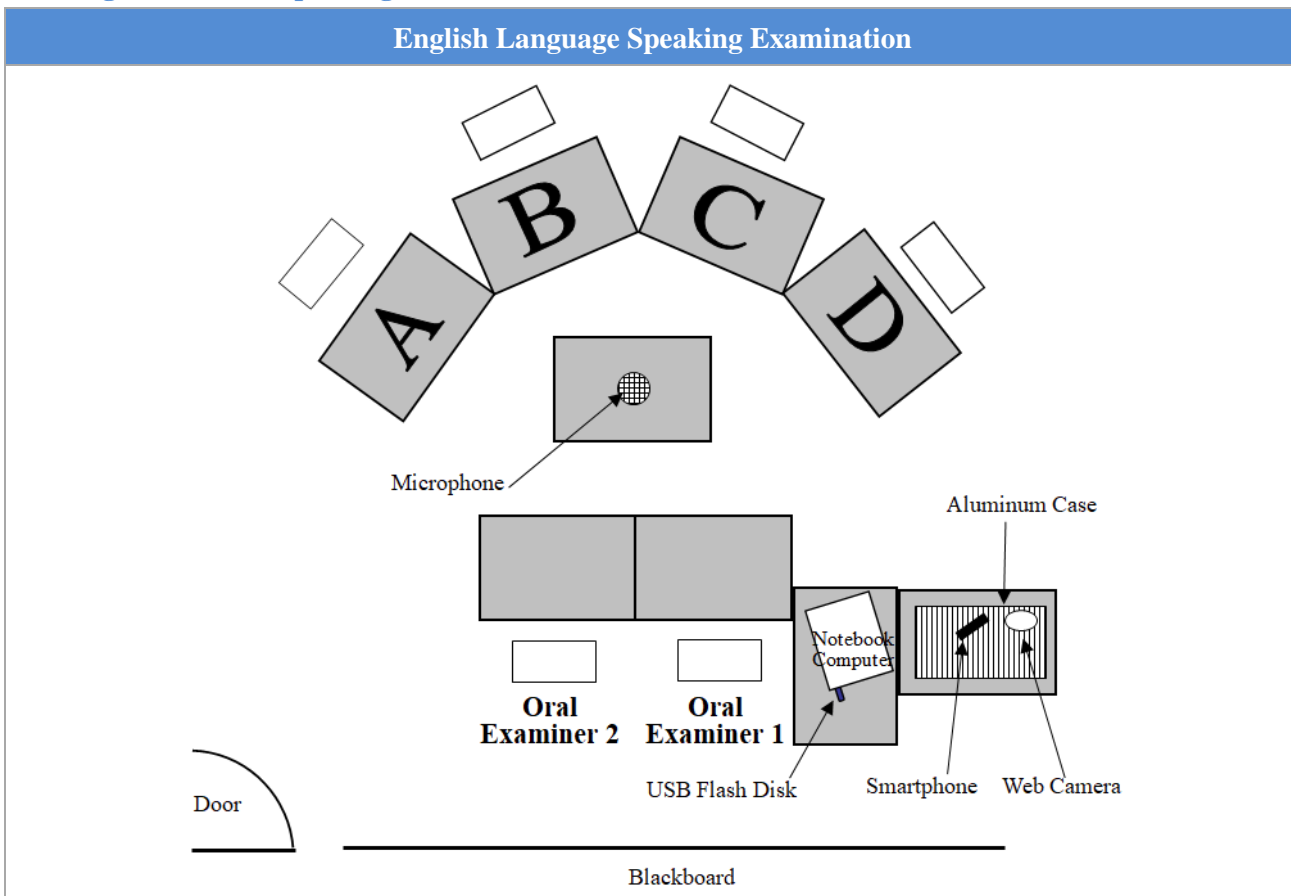 English Language Speaking Examination
B
C
A
D
Microphone
Aluminum Case
Notebook
Computer
Oral
Examiner 2
Oral
Examiner 1
USB Flash Disk
Smartphone
Web Camera
Door
Blackboard